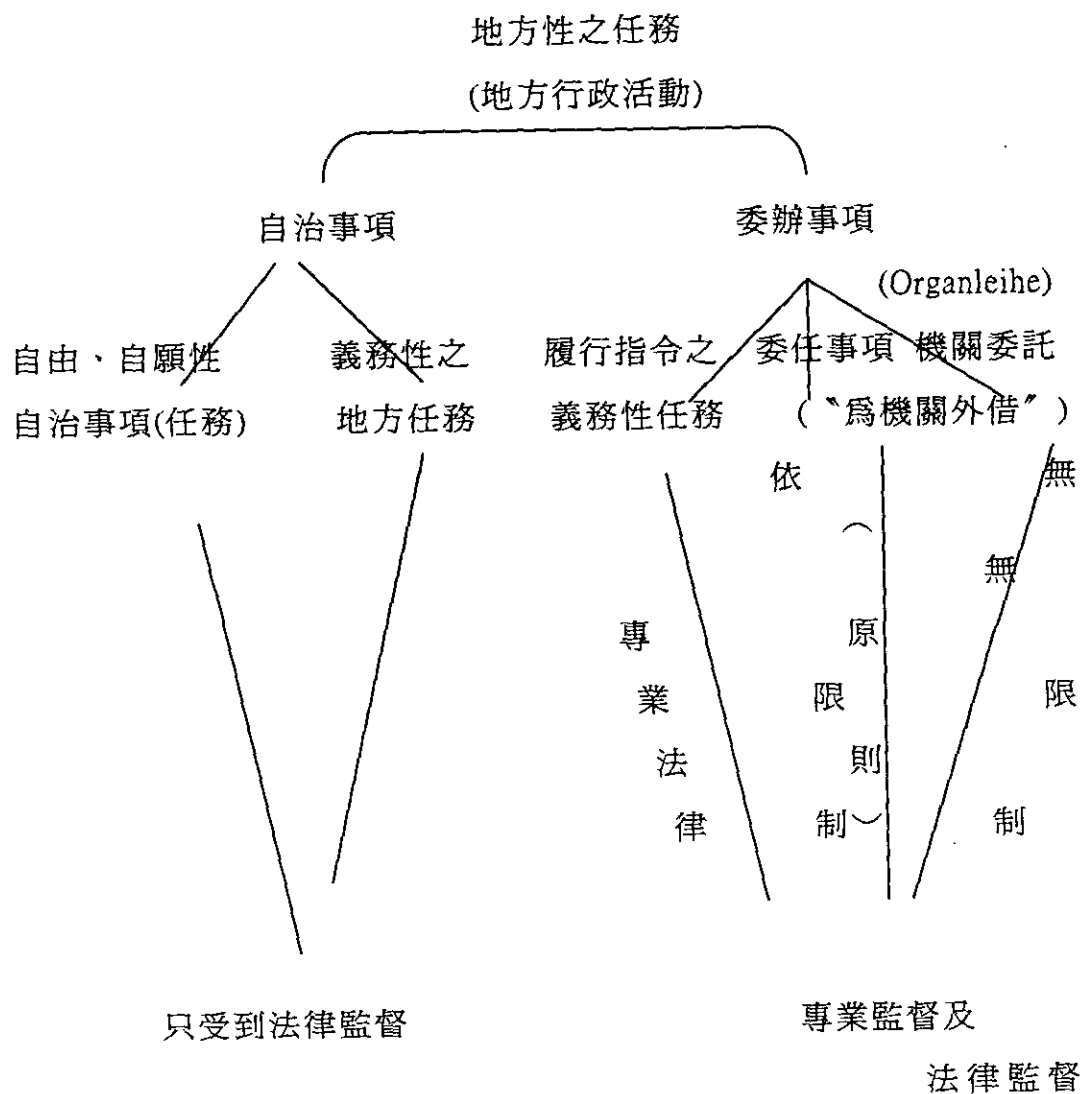 地方性之任務
(地方行政活動)
自治事項
委辦事項
(Organleihe)
自由、自願性
自治事項(任務)
義務性之
地方任務
履行指令之
義務性任務
委任事項
機關委託
(〝為機關外借〞)
依專業法律
(原則)
無限制
無限制
只受到法律監督
專業監督及
法律監督